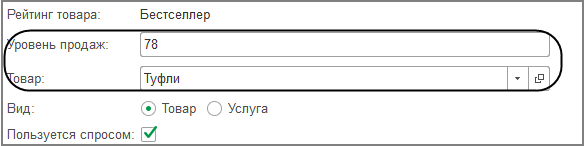 Рейтинг товара: Бестселлер
Уровень продаж: 78
Товар: Туфли
Вид: Товар Услуга
Пользуется спросом: